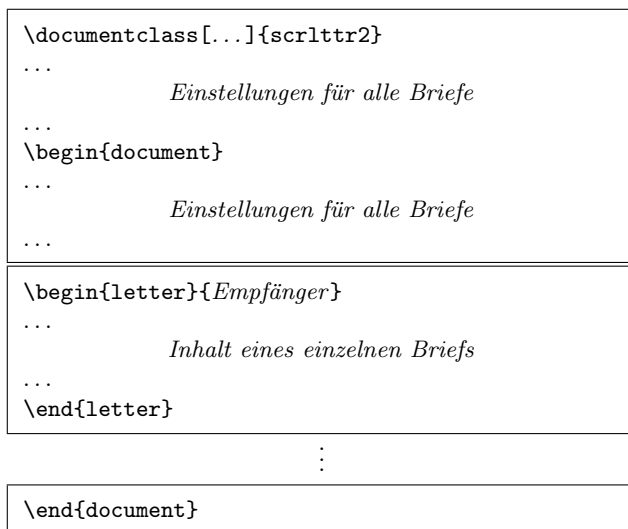 \documentclass[...]{scrlttr2}
...
Einstellungen für alle Briefe
...
\begin{document}
...
Einstellungen für alle Briefe
...
\begin{letter}{Empfänger}
...
Inhalt eines einzelnen Briefs
...
\end{letter}
⋮
\end{document}